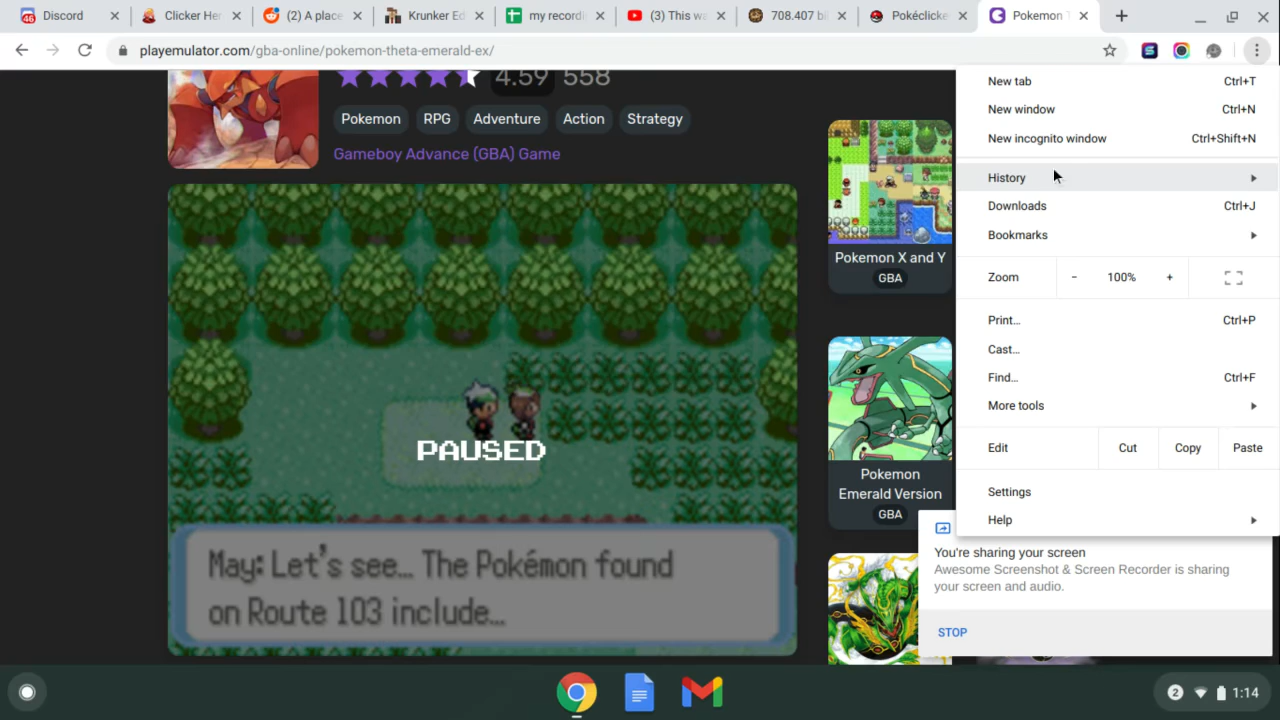 46
Discord
Clicker Her
(2) A place
Krunker Ed
my recordi
(3) This wa
708.407 bi
Pokéclicke
Pokemon T
playemulator.com/gba-online/pokemon-theta-emerald-ex/
4.59 558
Pokemon RPG Adventure Action Strategy
Gameboy Advance (GBA) Game
PAUSED
May: Let's see... The Pokémon found
on Route 103 include...
Pokemon X and Y
GBA
Pokemon
Emerald Version
GBA
New tab Ctrl+T
New window Ctrl+N
New incognito window Ctrl+Shift+N
History
Downloads Ctrl+J
Bookmarks
Zoom - 100% +
Print... Ctrl+P
Cast...
Find... Ctrl+F
More tools
Edit Cut Copy Paste
Settings
Help
You're sharing your screen
Awesome Screenshot & Screen Recorder is sharing
your screen and audio.
STOP
2 1:14